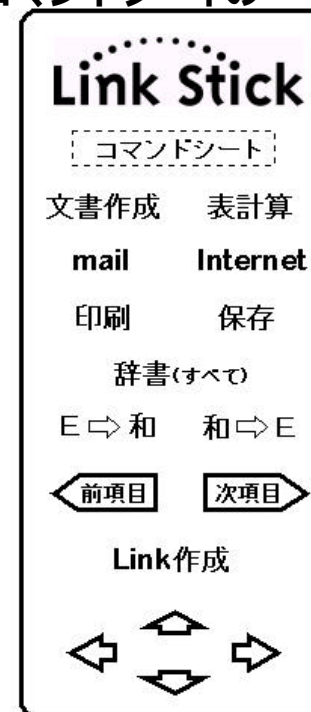 Link Stick
コマンドシート
文書作成 表計算
mail Internet
印刷 保存
辞書(すべて)
E⇨和 和⇨E
前項目 次項目
Link作成